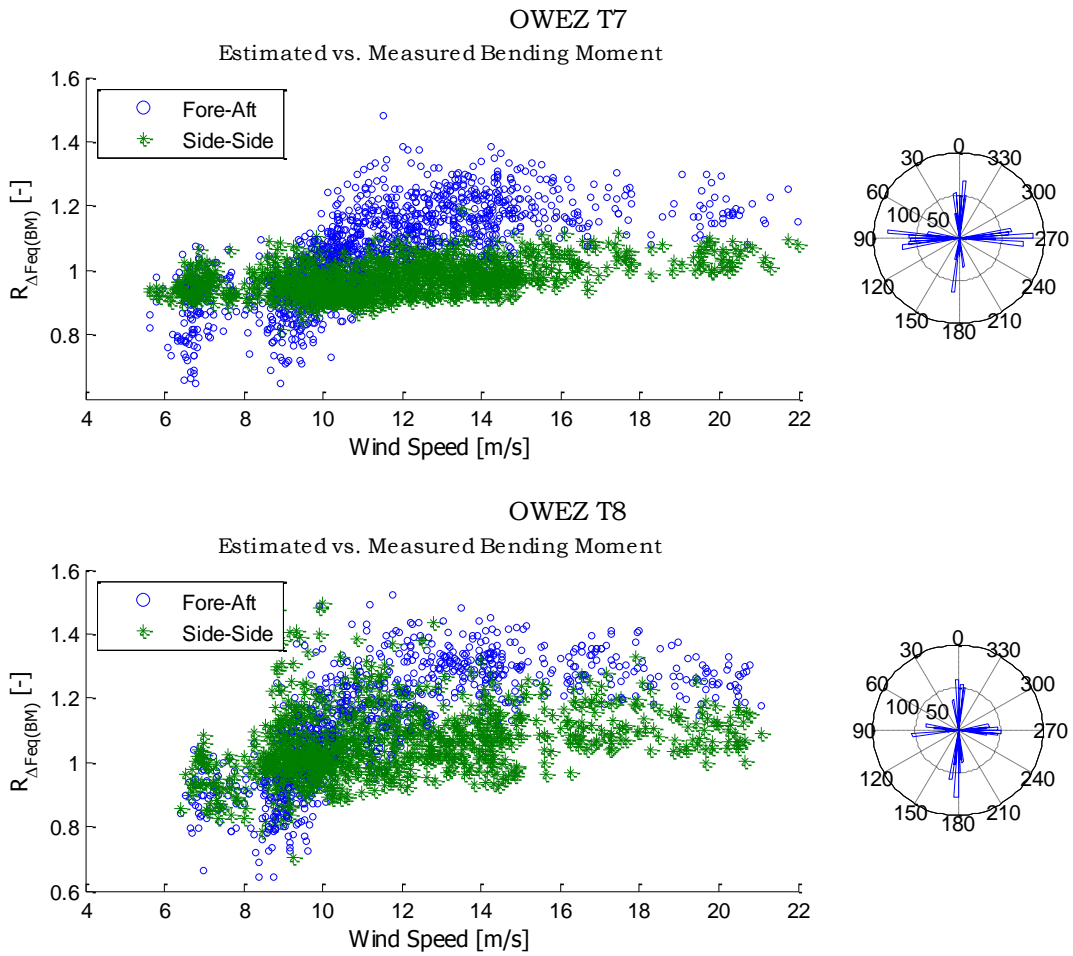 OWEZ T7
Estimated vs. Measured Bending Moment
1.6
1.4
1.2
1
0.8
R ΔFeq(BM) [-]
Fore-Aft
Side-Side
4 6 8 10 12 14 16 18 20 22
Wind Speed [m/s]
0
30 330
60 300
100 50
90 270
120 240
150 210
180
OWEZ T8
Estimated vs. Measured Bending Moment
1.6
1.4
1.2
1
0.8
0.6
R ΔFeq(BM) [-]
Fore-Aft
Side-Side
4 6 8 10 12 14 16 18 20 22
Wind Speed [m/s]
0
30 330
60 300
100 50
90 270
120 240
150 210
180